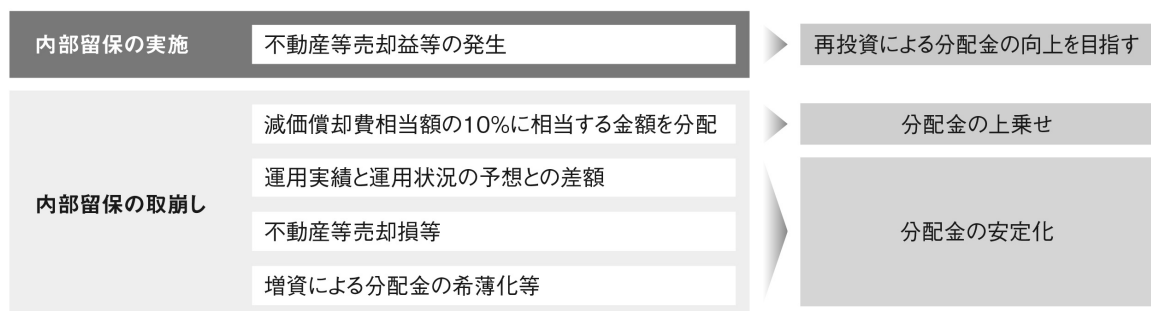 内部留保の実施
不動産等売却益等の発生
再投資による分配金の向上を目指す
内部留保の取崩し
減価償却費相当額の10%に相当する金額を分配
分配金の上乗せ
運用実績と運用状況の予想との差額
不動産等売却損等
増資による分配金の希薄化等
分配金の安定化